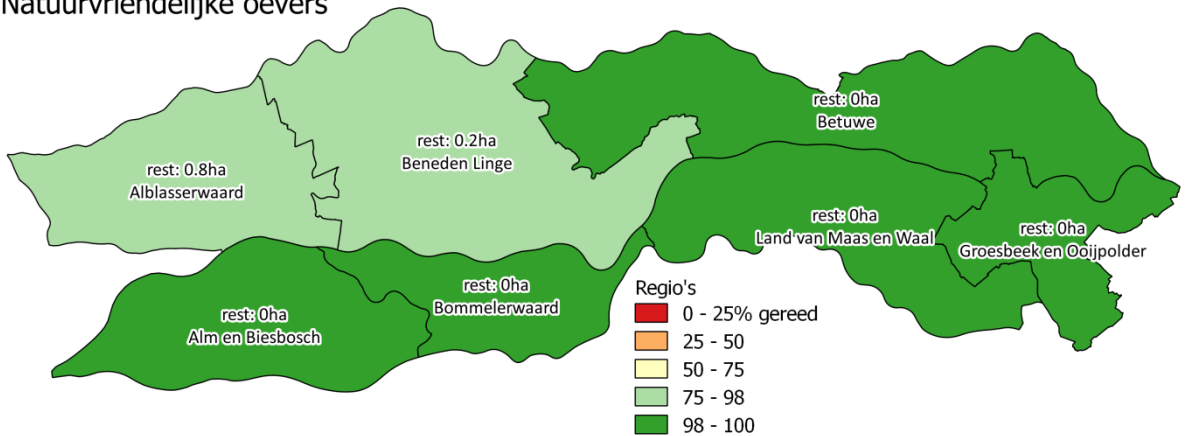 Natuurvriendelijke oevers
rest: 0ha
Betuwe
rest: 0.2ha
Beneden Linge
rest: 0.8ha
Alblasserwaard
rest: 0ha
Land van Maas en Waal
rest: 0ha
Groesbeek en Ooijpolder
rest: 0ha
Bommelerwaard
rest: 0ha
Alm en Biesbosch
Regio's
0 - 25% gereed
25 - 50
50 - 75
75 - 98
98 - 100